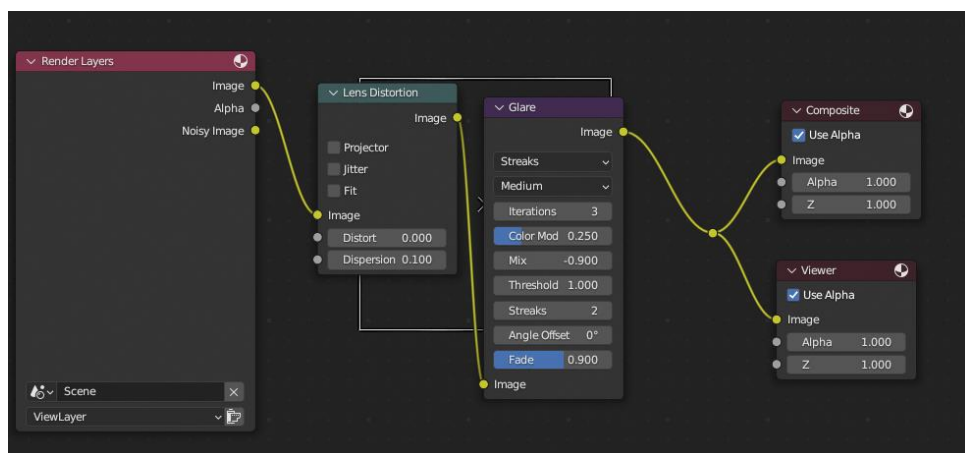 Render Layers
Image
Alpha
Noisy Image
Scene
ViewLayer
Lens Distortion
Image
Projector
Jitter
Fit
Image
Distort 0.000
Dispersion 0.100
Glare
Image
Streaks
Medium
Iterations 3
Color Mod 0.250
Mix -0.900
Threshold 1.000
Streaks 2
Angle Offset 0°
Fade 0.900
Image
Composite
Use Alpha
Image
Alpha 1.000
Z 1.000
Viewer
Use Alpha
Image
Alpha 1.000
Z 1.000